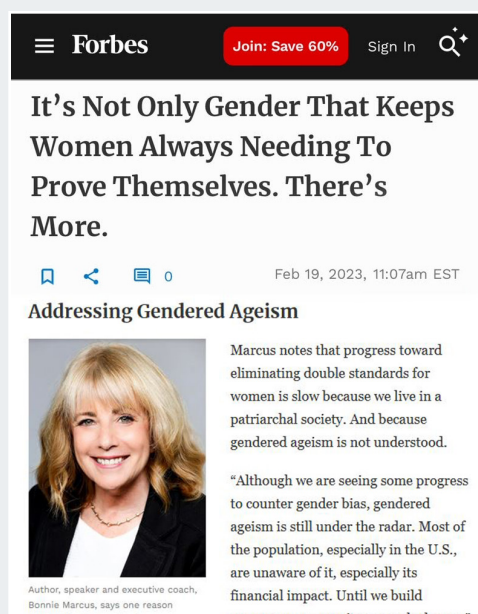 Forbes
Join: Save 60%
Sign In
It's Not Only Gender That Keeps
Women Always Needing To
Prove Themselves. There's
More.
0
Feb 19, 2023, 11:07am EST
Addressing Gendered Ageism
Marcus notes that progress toward
eliminating double standards for
women is slow because we live in a
patriarchal society. And because
gendered ageism is not understood.
“Although we are seeing some progress
to counter gender bias, gendered
ageism is still under the radar. Most of
the population, especially in the U.S.,
are unaware of it, especially its
financial impact. Until we build
Author, speaker and executive coach,
Bonnie Marcus, says one reason